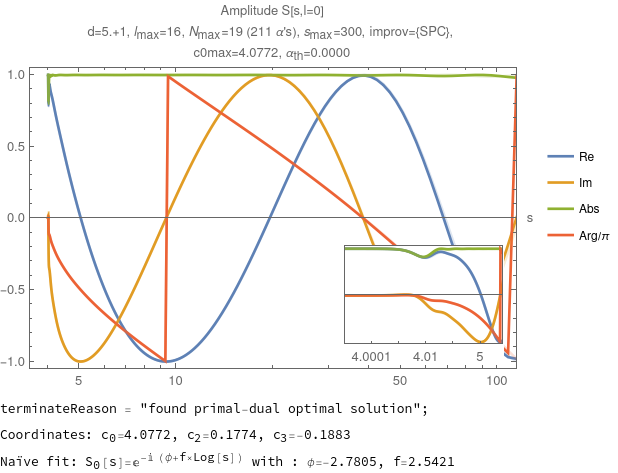 Amplitude S[s,l=0]
d=5.+1, lmax=16, Nmax=19 (211 α's), smax=300, improv={SPC},
c0max=4.0772, αth=0.0000
1.0
0.5
0.0
−0.5
−1.0
5
10
50
100
s
4.0001
4.01
5
Re
Im
Abs
Arg/π
terminateReason = "found primal-dual optimal solution";
Coordinates: c0=4.0772, c2=0.1774, c3=-0.1883
Naïve fit: S0[s]=e^-i (ϕ+f×Log[s]) with : ϕ=-2.7805, f=2.5421